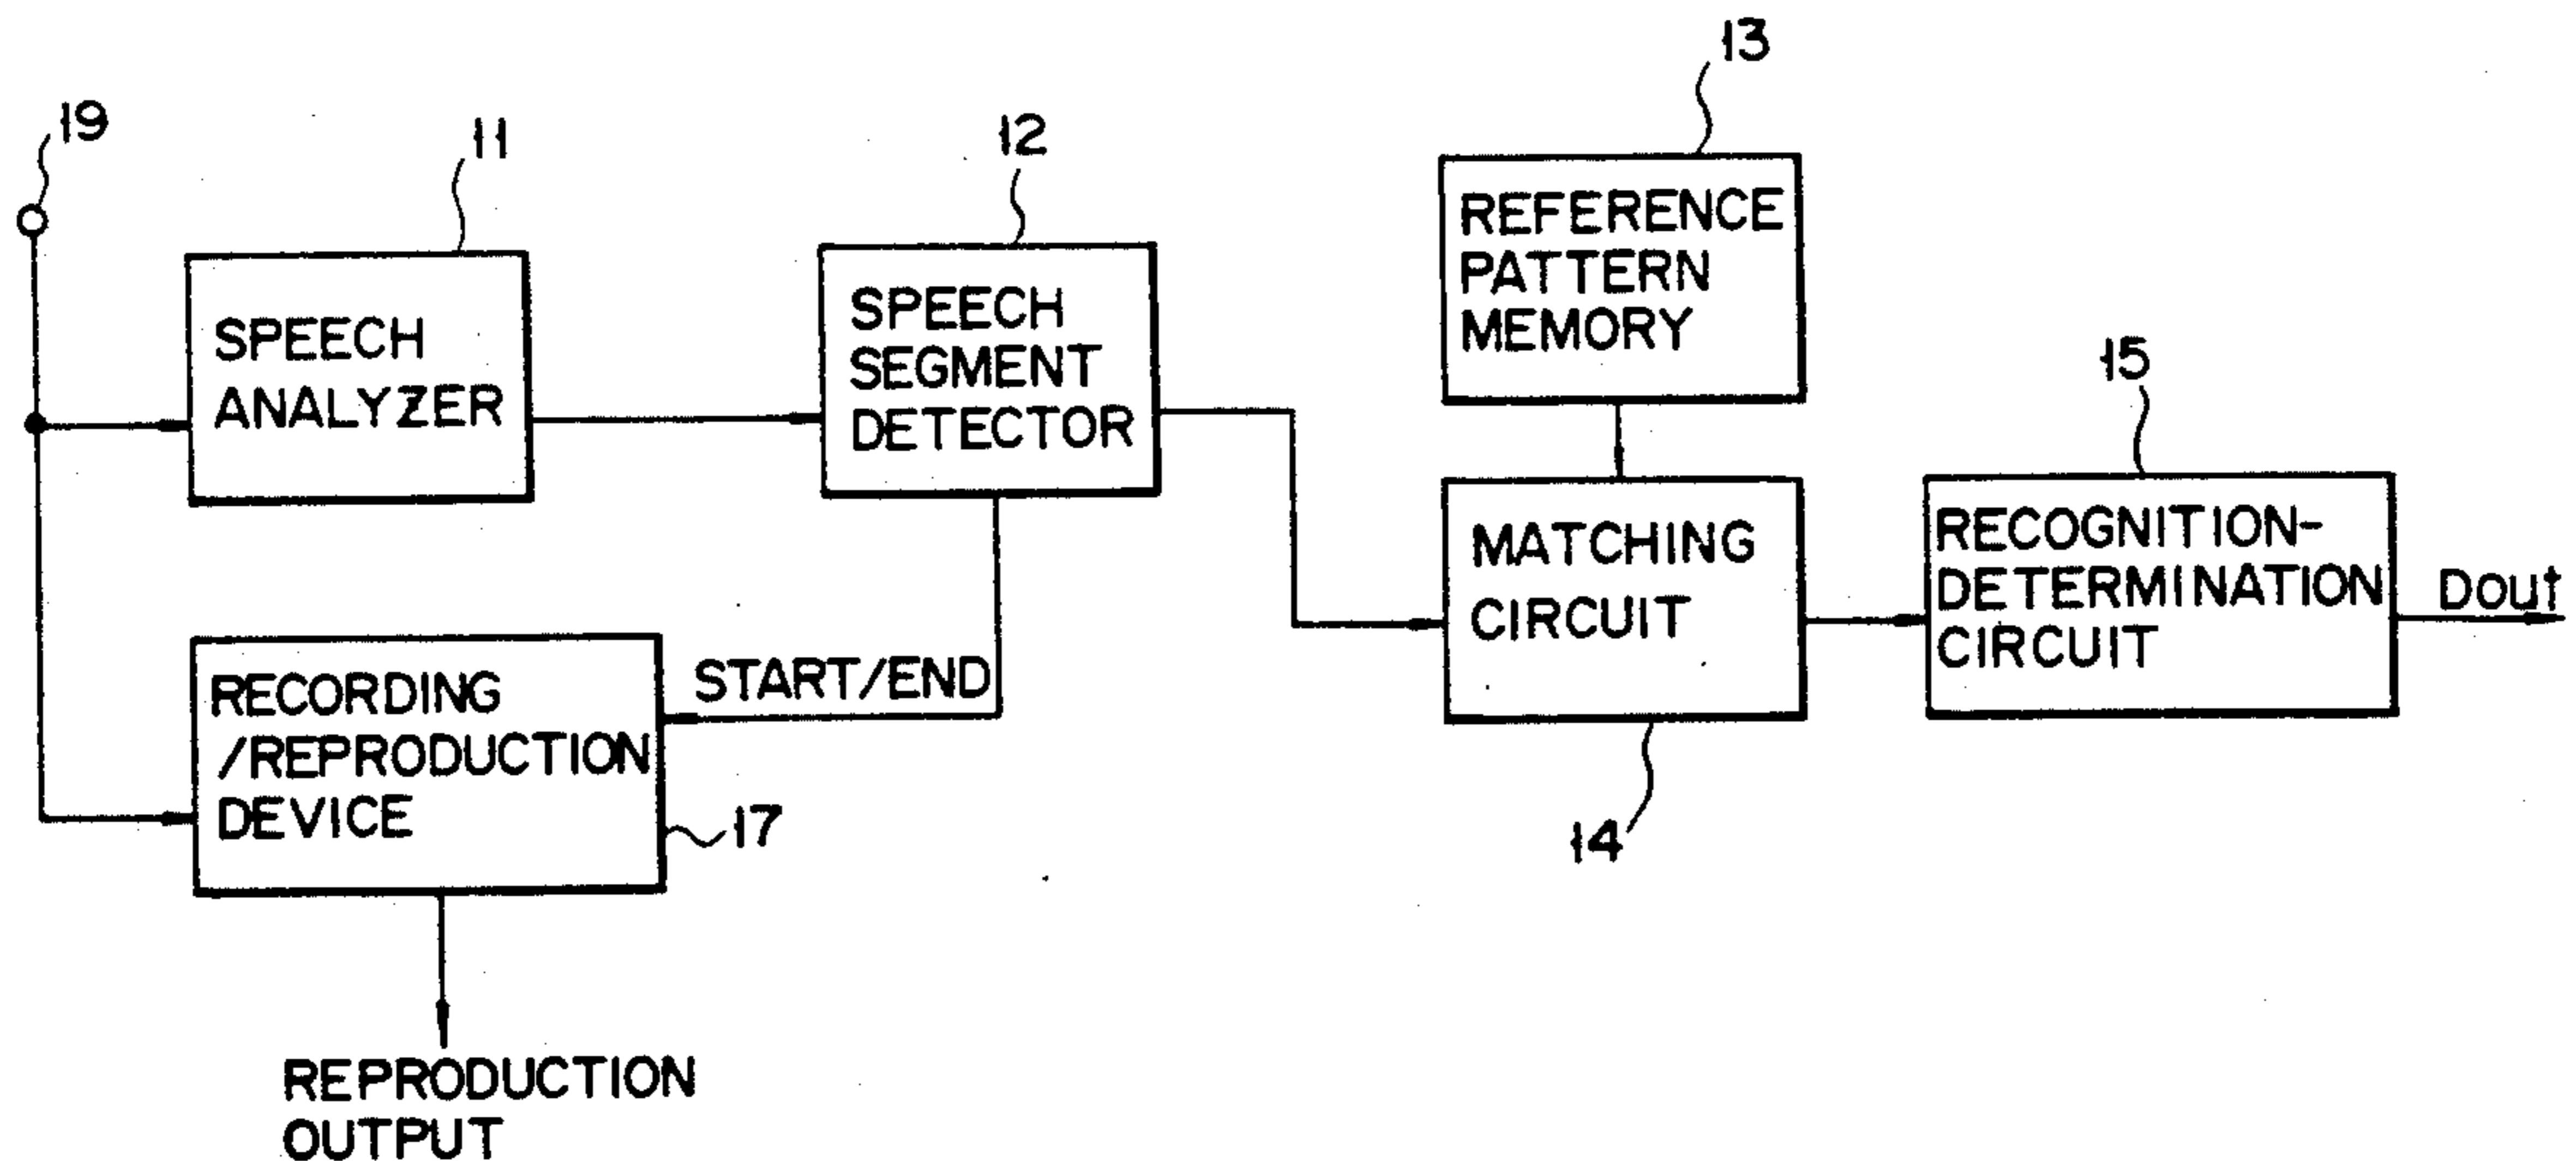 13
19
11
12
REFERENCE
PATTERN
MEMORY
SPEECH
ANALYZER
SPEECH
SEGMENT
DETECTOR
15
MATCHING
CIRCUIT
RECOGNITION-
DETERMINATION
CIRCUIT
Dout
START/END
RECORDING
/REPRODUCTION
DEVICE
17
14
REPRODUCTION
OUTPUT